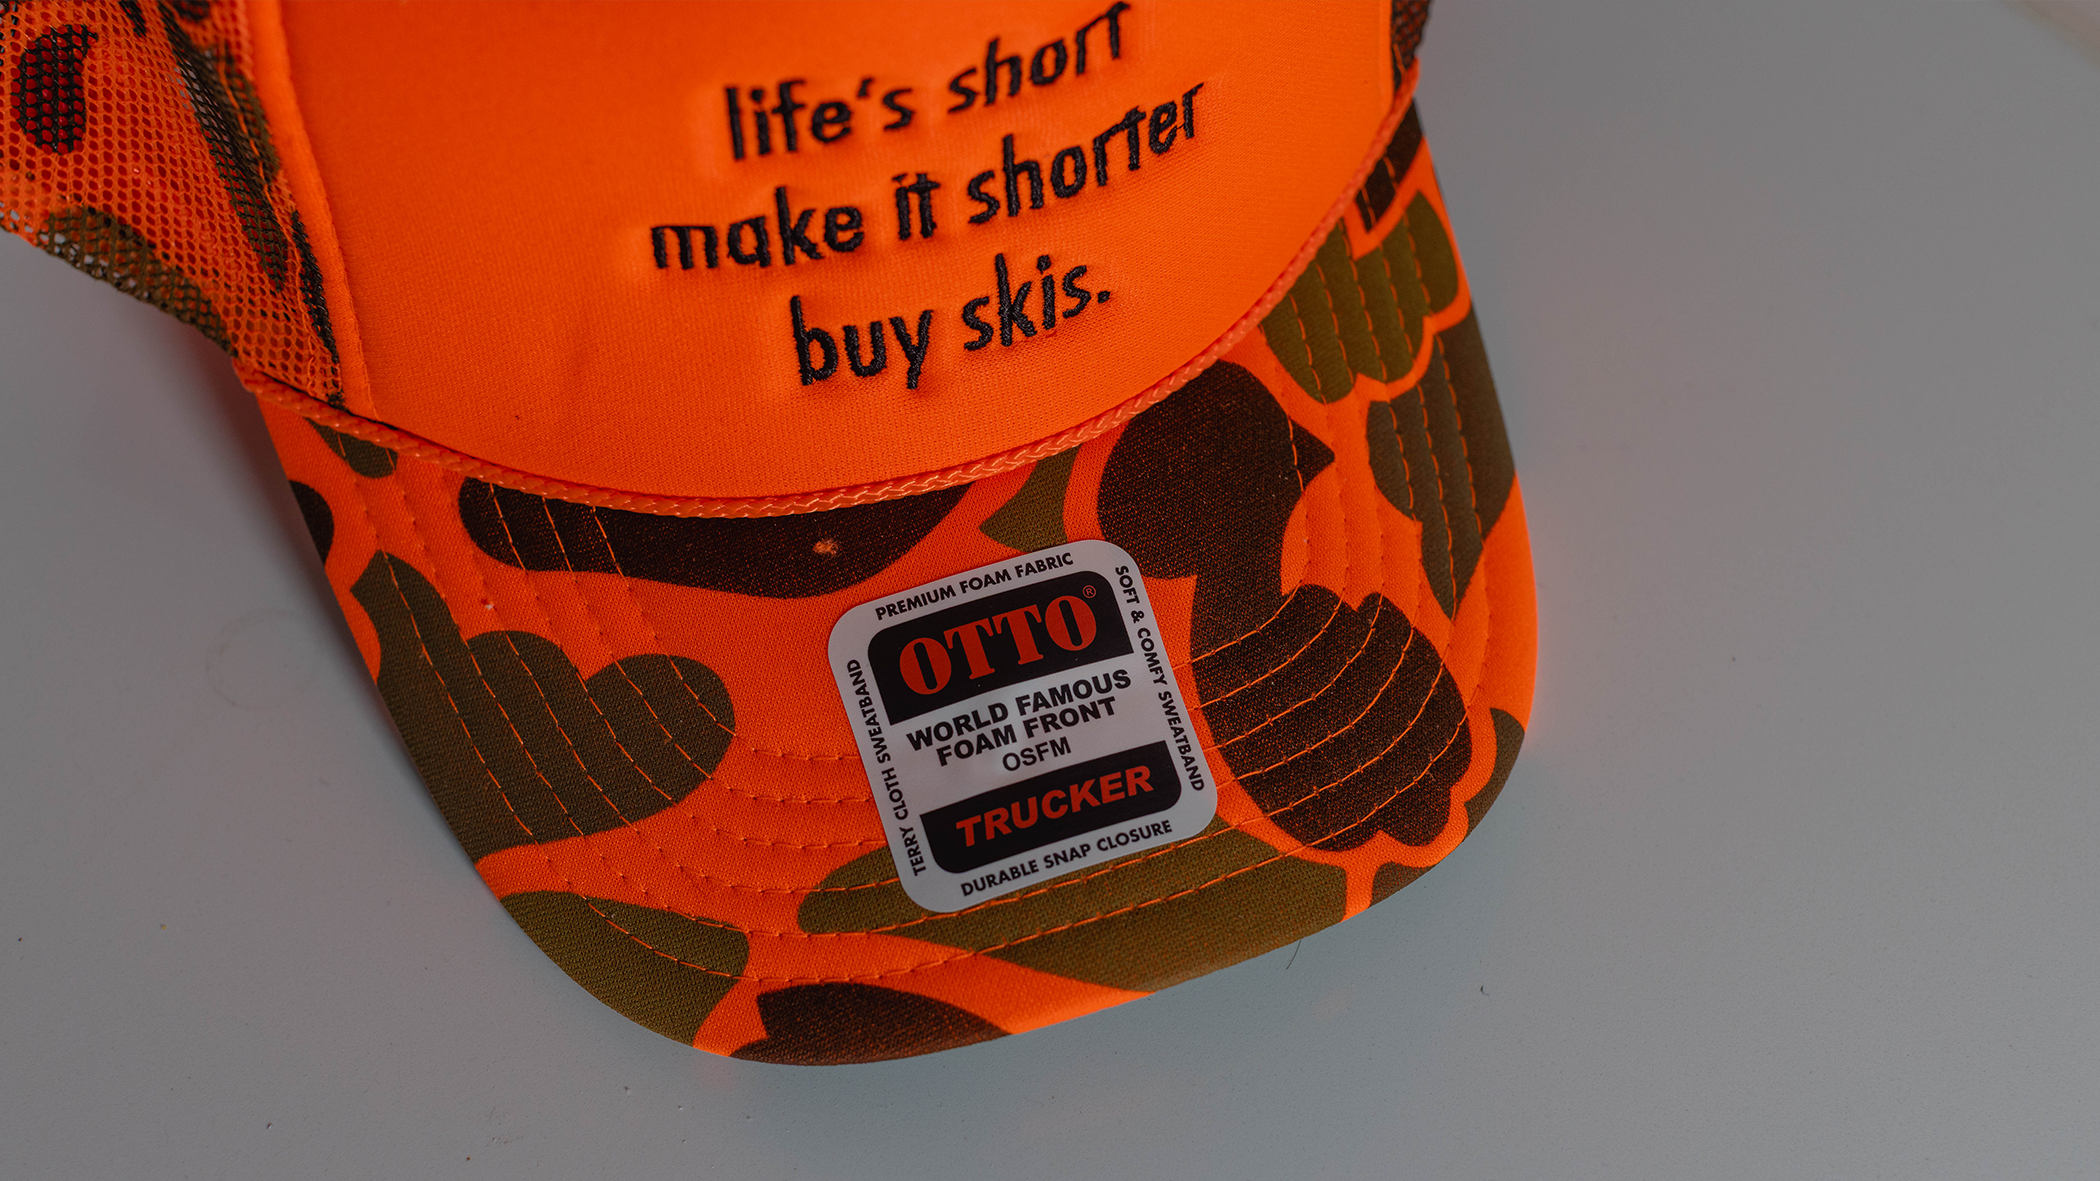 life's short
make it shorter
buy skis.
PREMIUM FOAM FABRIC
SOFT & COMFY SWEATBAND
TERRY CLOTH SWEATBAND
OTTO®
WORLD FAMOUS
FOAM FRONT
OSFM
TRUCKER
DURABLE SNAP CLOSURE